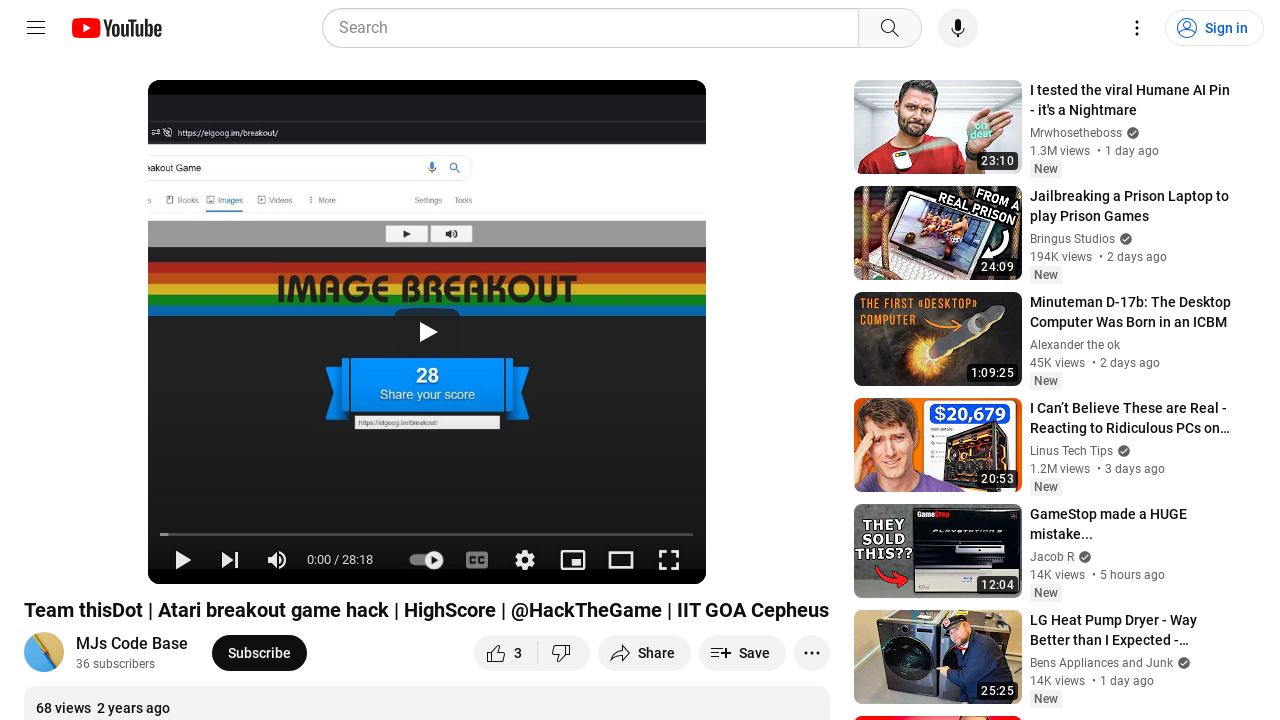 YouTube
Search
Sign in
https://elgoog.im/breakout/
eakout Game
s
Books
Images
Videos
More
Settings
Tools
IMAGE BREAKOUT
28
Share your score
https://elgoog.im/breakout/
0:00 / 28:18
CC
Team thisDot | Atari breakout game hack | HighScore | @HackTheGame | IIT GOA Cepheus
MJs Code Base
36 subscribers
Subscribe
3
Share
Save
68 views 2 years ago
oh dear
23:10
I tested the viral Humane AI Pin
- it's a Nightmare
Mrwhosetheboss
1.3M views • 1 day ago
New
FROM A
REAL PRISON
24:09
Jailbreaking a Prison Laptop to
play Prison Games
Bringus Studios
194K views • 2 days ago
New
THE FIRST «DESKTOP»
COMPUTER
1:09:25
Minuteman D-17b: The Desktop
Computer Was Born in an ICBM
Alexander the ok
45K views • 2 days ago
New
$20,679
20:53
I Can’t Believe These are Real -
Reacting to Ridiculous PCs on…
Linus Tech Tips
1.2M views • 3 days ago
New
THEY
SOLD
THIS??
GameStop
PLAYSTATION 3
12:04
GameStop made a HUGE
mistake...
Jacob R
14K views • 5 hours ago
New
25:25
LG Heat Pump Dryer - Way
Better than I Expected -…
Bens Appliances and Junk
14K views • 1 day ago
New